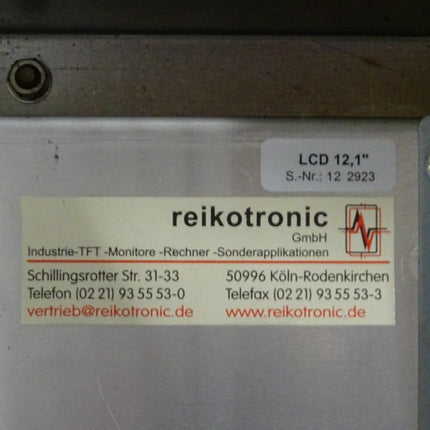 LCD 12,1"
S.-Nr.: 12 2923
reikotronic
GmbH
Industrie-TFT -Monitore -Rechner -Sonderapplikationen
Schillingsrotter Str. 31-33 50996 Köln-Rodenkirchen
Telefon (02 21) 93 55 53-0 Telefax (02 21) 93 55 53-3
vertrieb@reikotronic.de www.reikotronic.de